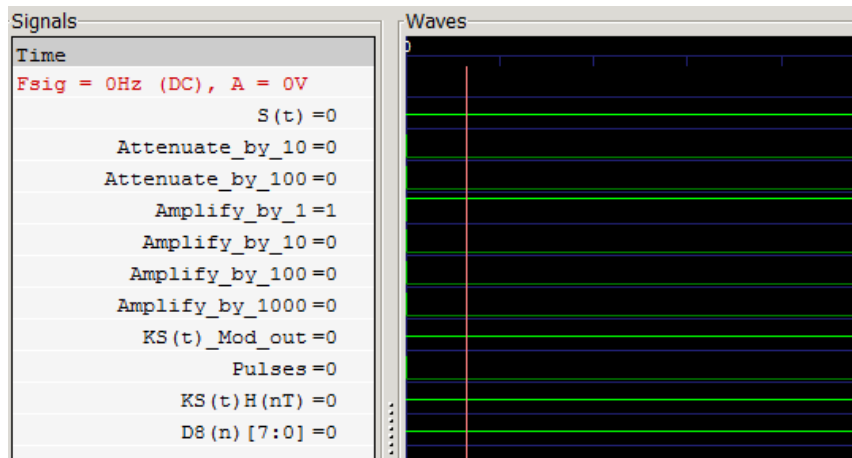 Signals
Waves
Time
0
Fsig = 0Hz (DC), A = 0V
S(t)=0
Attenuate_by_10=0
Attenuate_by_100=0
Amplify_by_1=1
Amplify_by_10=0
Amplify_by_100=0
Amplify_by_1000=0
KS(t)_Mod_out=0
Pulses=0
KS(t)H(nT)=0
D8(n)[7:0]=0